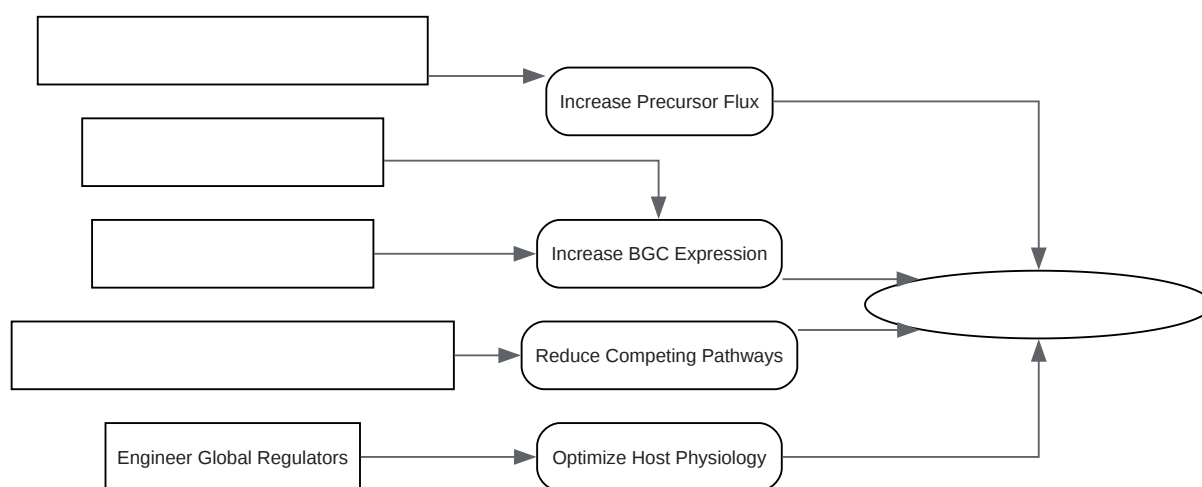 Increase Precursor Flux
Increase BGC Expression
Reduce Competing Pathways
Engineer Global Regulators
Optimize Host Physiology